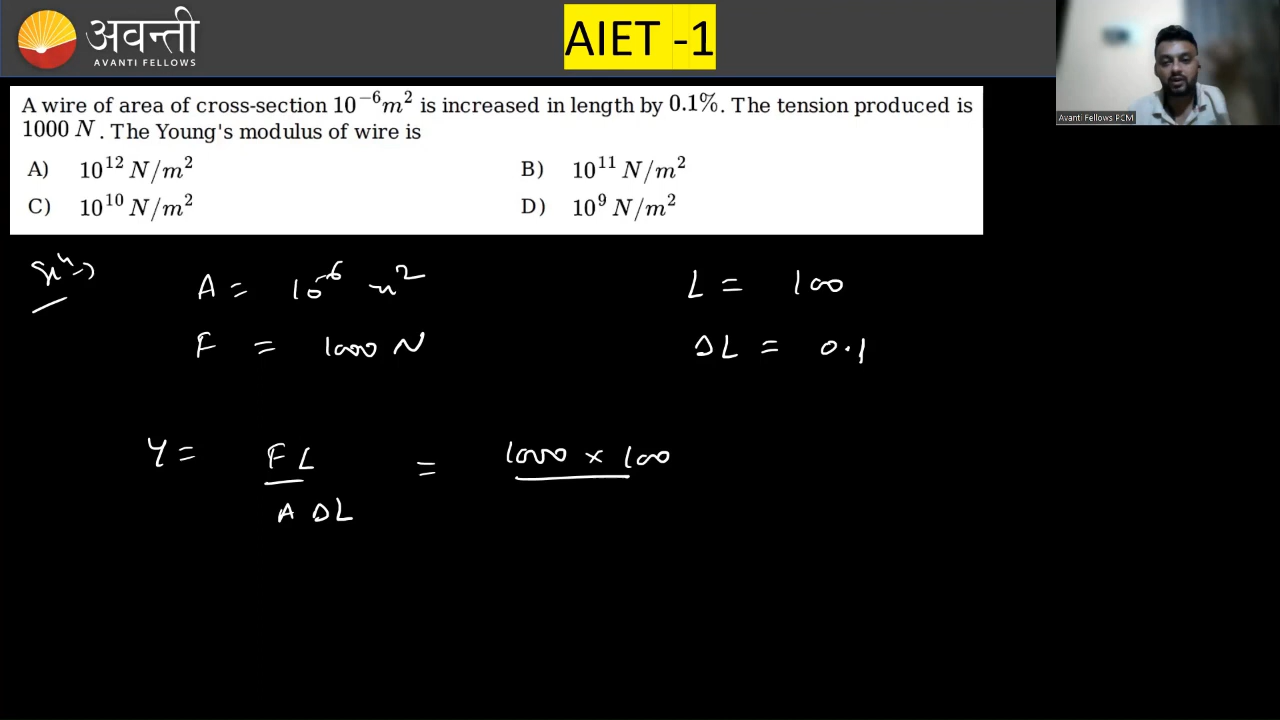 अवन्ती
AVANTI FELLOWS
AIET -1
Avanti Fellows PCM
A wire of area of cross-section 10⁻⁶m² is increased in length by 0.1%. The tension produced is
1000 N. The Young's modulus of wire is
A) 10¹² N/m² B) 10¹¹ N/m²
C) 10¹⁰ N/m² D) 10⁹ N/m²
A = 10⁻⁶ m² L = 100
F = 1000 N ΔL = 0.1
Y = FL / A ΔL = 1000 × 100